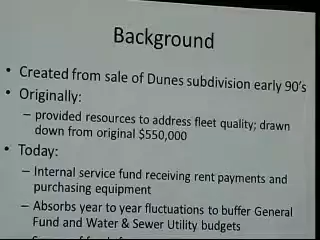 Background
• Created from sale of Dunes subdivision early 90's
• Originally:
– provided resources to address fleet quality; drawn
down from original $550,000
• Today:
– Internal service fund receiving rent payments and
purchasing equipment
– Absorbs year to year fluctuations to buffer General
Fund and Water & Sewer Utility budgets